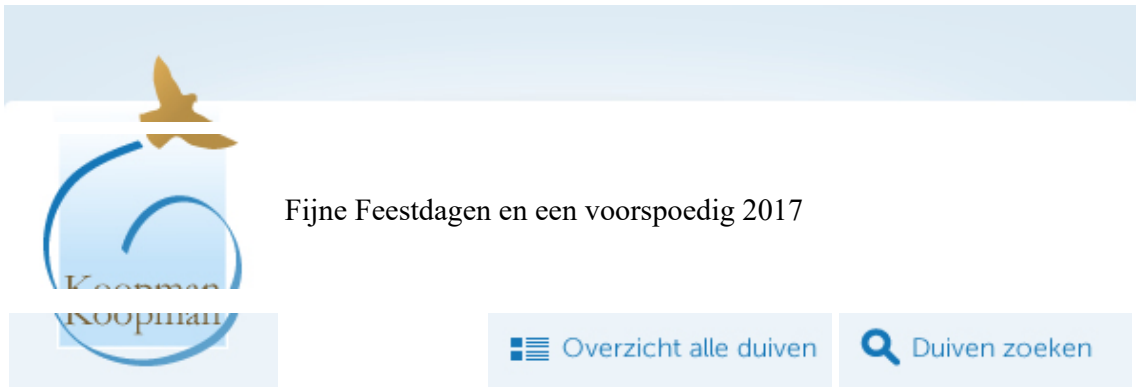 Fijne Feestdagen en een voorspoedig 2017
Koopman
Koopman
Overzicht alle duiven
Duiven zoeken